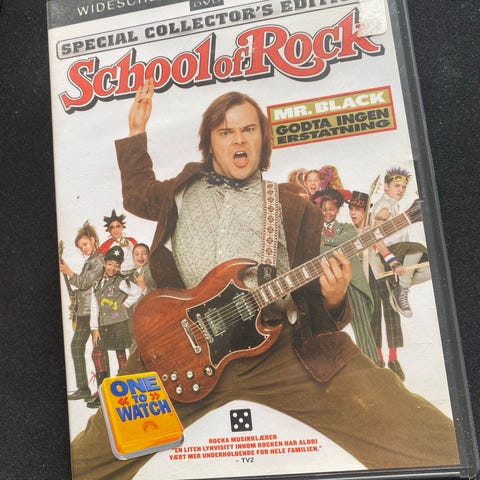 WIDESCREEN
DVD
SPECIAL COLLECTOR'S EDITION
School of Rock
MR. BLACK
GODTA INGEN
ERSTATNING
ONE
TO
WATCH
ROCKA MUSIKKLÆRER
"EN LITEN LYNVISITT INNOM ROCKEN HAR ALDRI
VÆRT MER UNDERHOLDENDE FOR HELE FAMILIEN."
– TV2